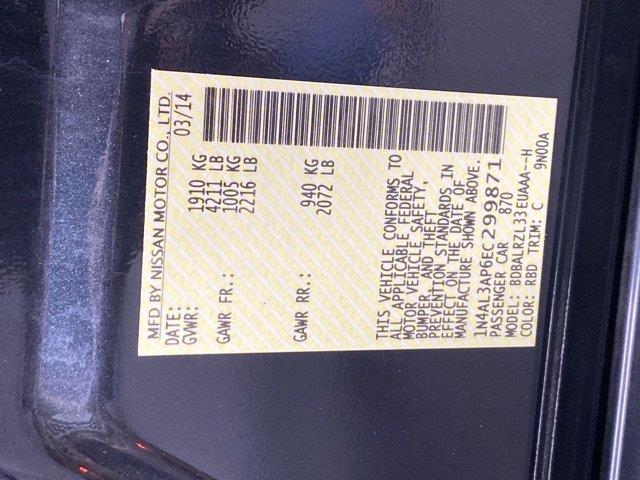 MFD BY NISSAN MOTOR CO., LTD.
DATE: 03/14
GVWR: 1910 KG
4211 LB
GAWR FR.: 1005 KG
2216 LB
GAWR RR.: 940 KG
2072 LB
THIS VEHICLE CONFORMS TO
ALL APPLICABLE FEDERAL
MOTOR VEHICLE SAFETY,
BUMPER, AND THEFT
PREVENTION STANDARDS IN
EFFECT ON THE DATE OF
MANUFACTURE SHOWN ABOVE.
1N4AL3AP6EC299871
PASSENGER CAR 870
MODEL: BDBALRZL33EUAAA--H
COLOR: RBD TRIM: C 9N00A